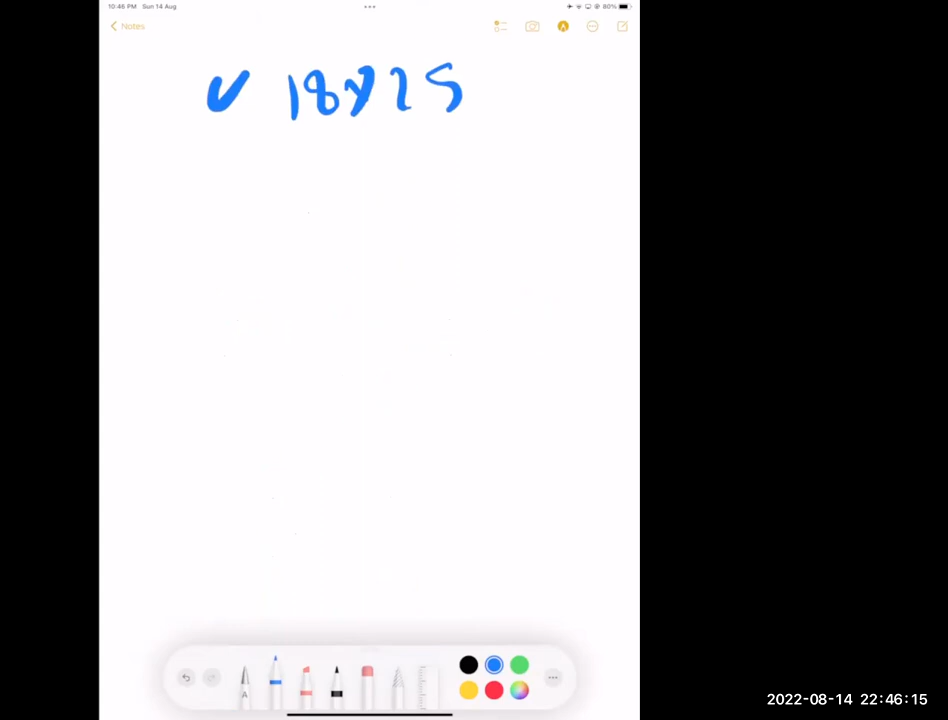 10:46 PM Sun 14 Aug
80%
Notes
✓ 18x25
A
2022-08-14 22:46:15